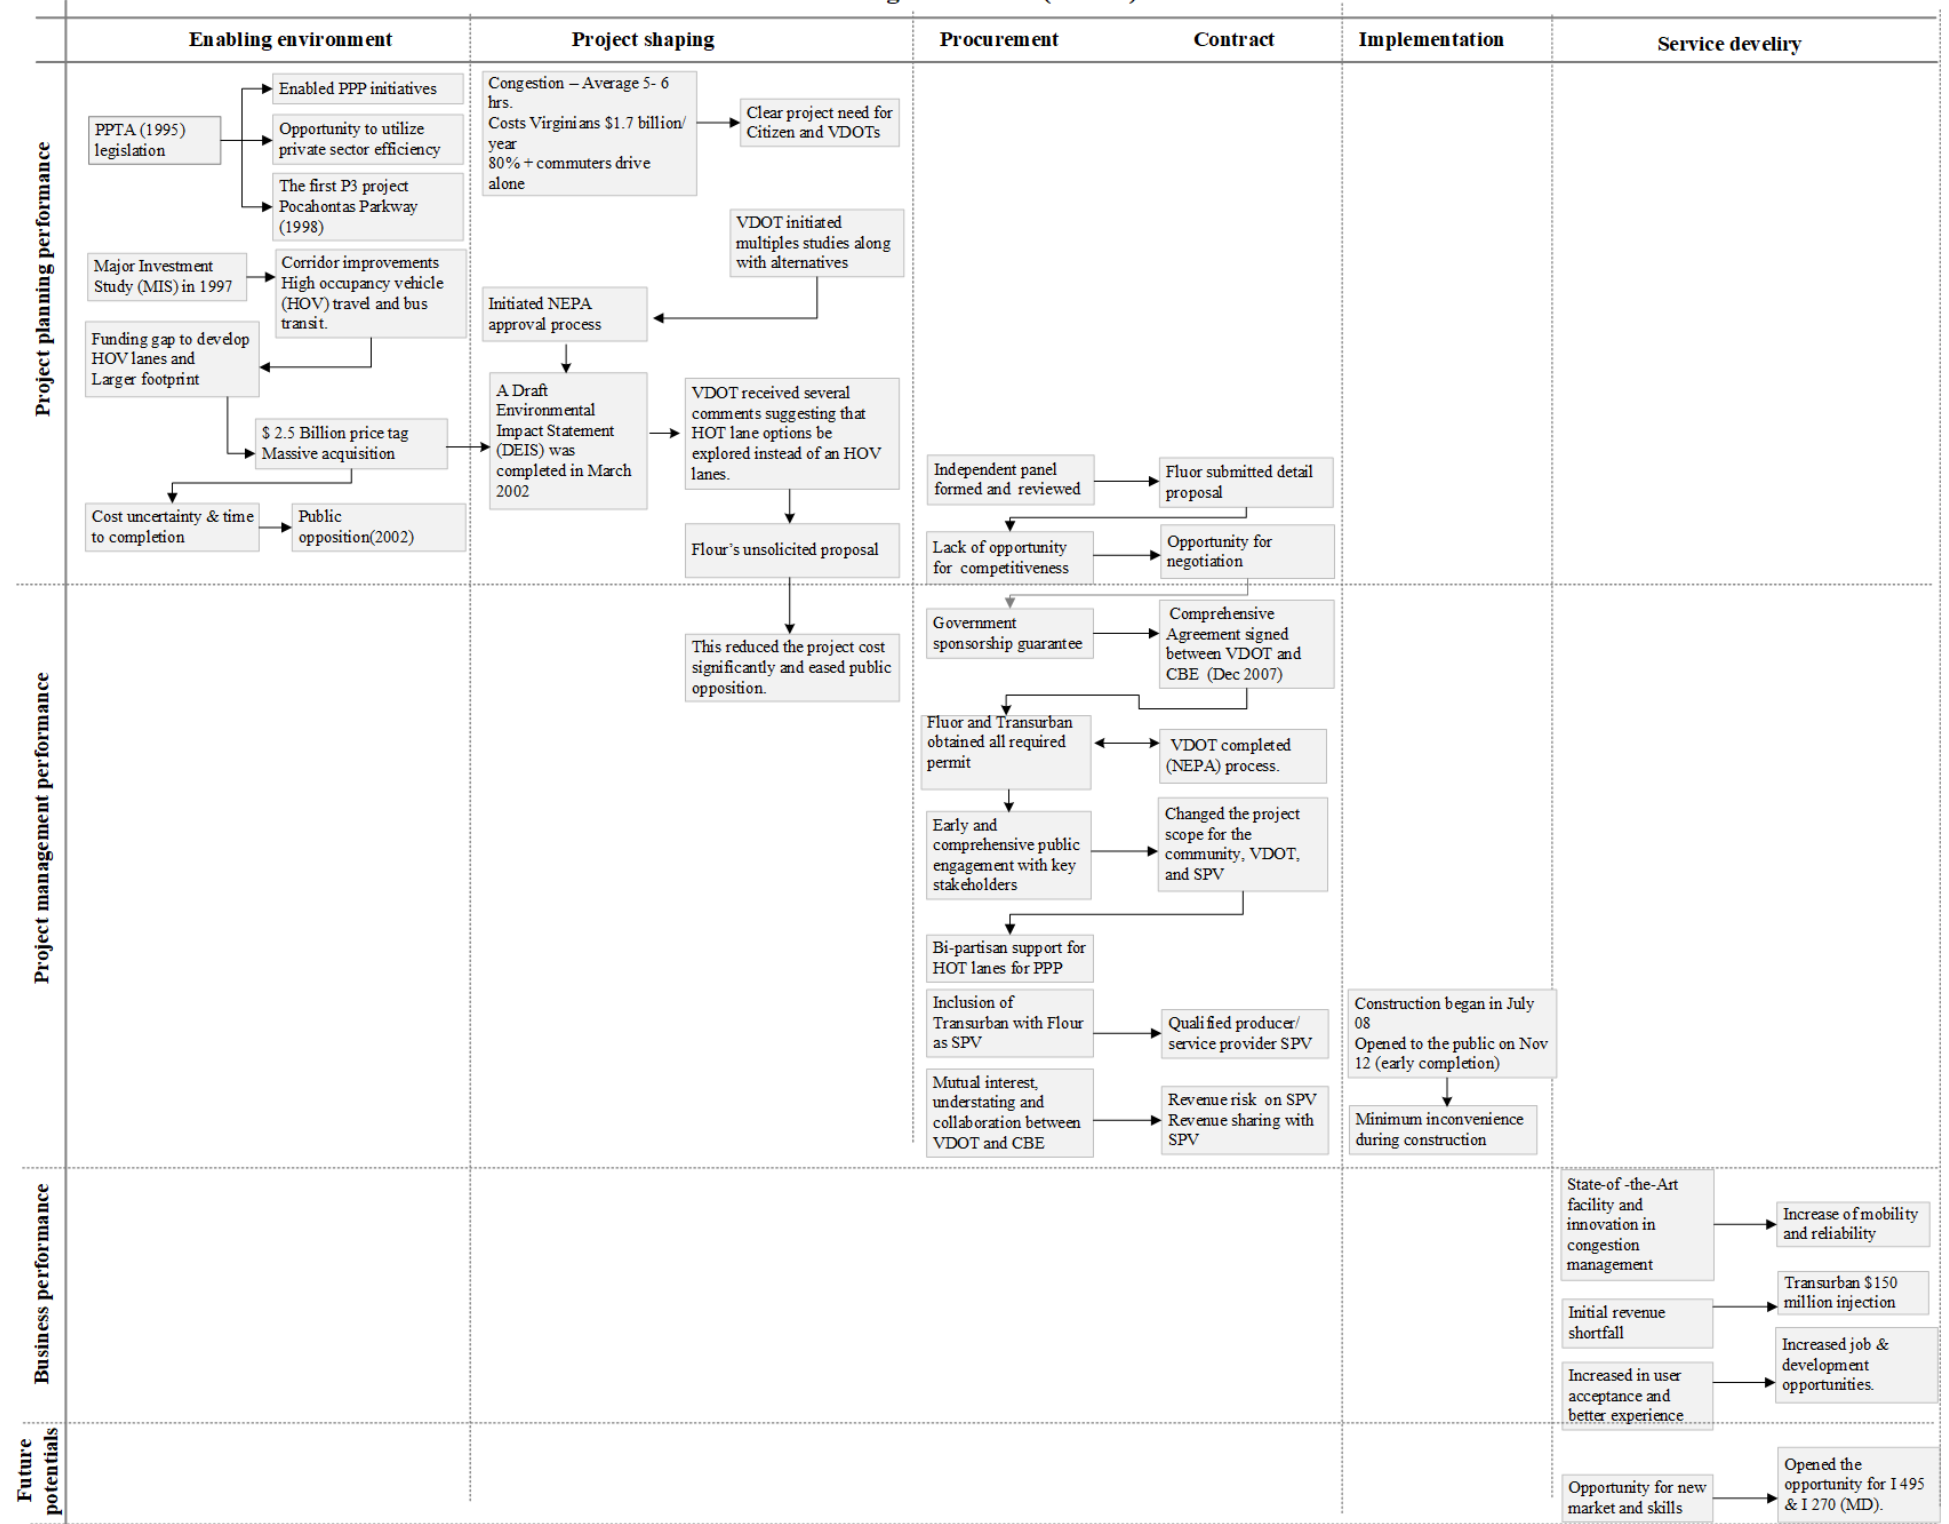 Enabling environment
Project shaping
Procurement
Contract
Implementation
Service develiry
Project planning performance
PPTA (1995)
legislation
Enabled PPP initiatives
Opportunity to utilize
private sector efficiency
The first P3 project
Pocahontas Parkway
(1998)
Major Investment
Study (MIS) in 1997
Corridor improvements
High occupancy vehicle
(HOV) travel and bus
transit.
Funding gap to develop
HOV lanes and
Larger footprint
$ 2.5 Billion price tag
Massive acquisition
Cost uncertainty & time
to completion
Public
opposition(2002)
Congestion – Average 5- 6
hrs.
Costs Virginians $1.7 billion/
year
80% + commuters drive
alone
Clear project need for
Citizen and VDOTs
VDOT initiated
multiples studies along
with alternatives
Initiated NEPA
approval process
A Draft
Environmental
Impact Statement
(DEIS) was
completed in March
2002
VDOT received several
comments suggesting that
HOT lane options be
explored instead of an HOV
lanes.
Flour's unsolicited proposal
This reduced the project cost
significantly and eased public
opposition.
Independent panel
formed and reviewed
Fluor submitted detail
proposal
Lack of opportunity
for competitiveness
Opportunity for
negotiation
Project management performance
Government
sponsorship guarantee
Comprehensive
Agreement signed
between VDOT and
CBE (Dec 2007)
Fluor and Transurban
obtained all required
permit
VDOT completed
(NEPA) process.
Early and
comprehensive public
engagement with key
stakeholders
Changed the project
scope for the
community, VDOT,
and SPV
Bi-partisan support for
HOT lanes for PPP
Inclusion of
Transurban with Flour
as SPV
Qualified producer/
service provider SPV
Mutual interest,
understating and
collaboration between
VDOT and CBE
Revenue risk on SPV
Revenue sharing with
SPV
Construction began in July
08
Opened to the public on Nov
12 (early completion)
Minimum inconvenience
during construction
Business performance
State-of -the-Art
facility and
innovation in
congestion
management
Increase of mobility
and reliability
Initial revenue
shortfall
Transurban $150
million injection
Increased in user
acceptance and
better experience
Increased job &
development
opportunities.
Future
potentials
Opportunity for new
market and skills
Opened the
opportunity for I 495
& I 270 (MD).